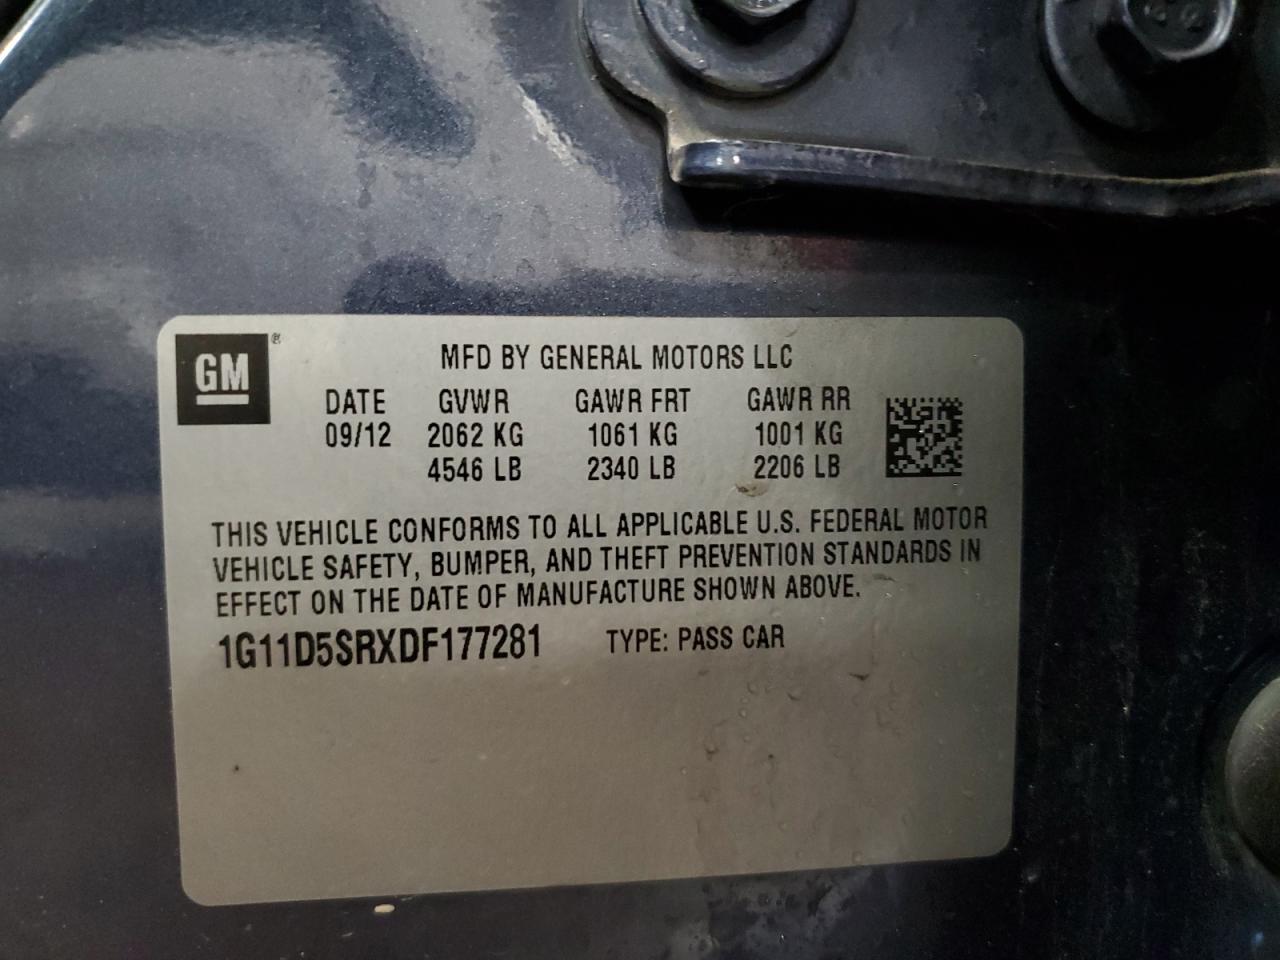 GM ®
MFD BY GENERAL MOTORS LLC
DATE GVWR GAWR FRT GAWR RR
09/12 2062 KG 1061 KG 1001 KG
4546 LB 2340 LB 2206 LB
THIS VEHICLE CONFORMS TO ALL APPLICABLE U.S. FEDERAL MOTOR
VEHICLE SAFETY, BUMPER, AND THEFT PREVENTION STANDARDS IN
EFFECT ON THE DATE OF MANUFACTURE SHOWN ABOVE.
1G11D5SRXDF177281 TYPE: PASS CAR